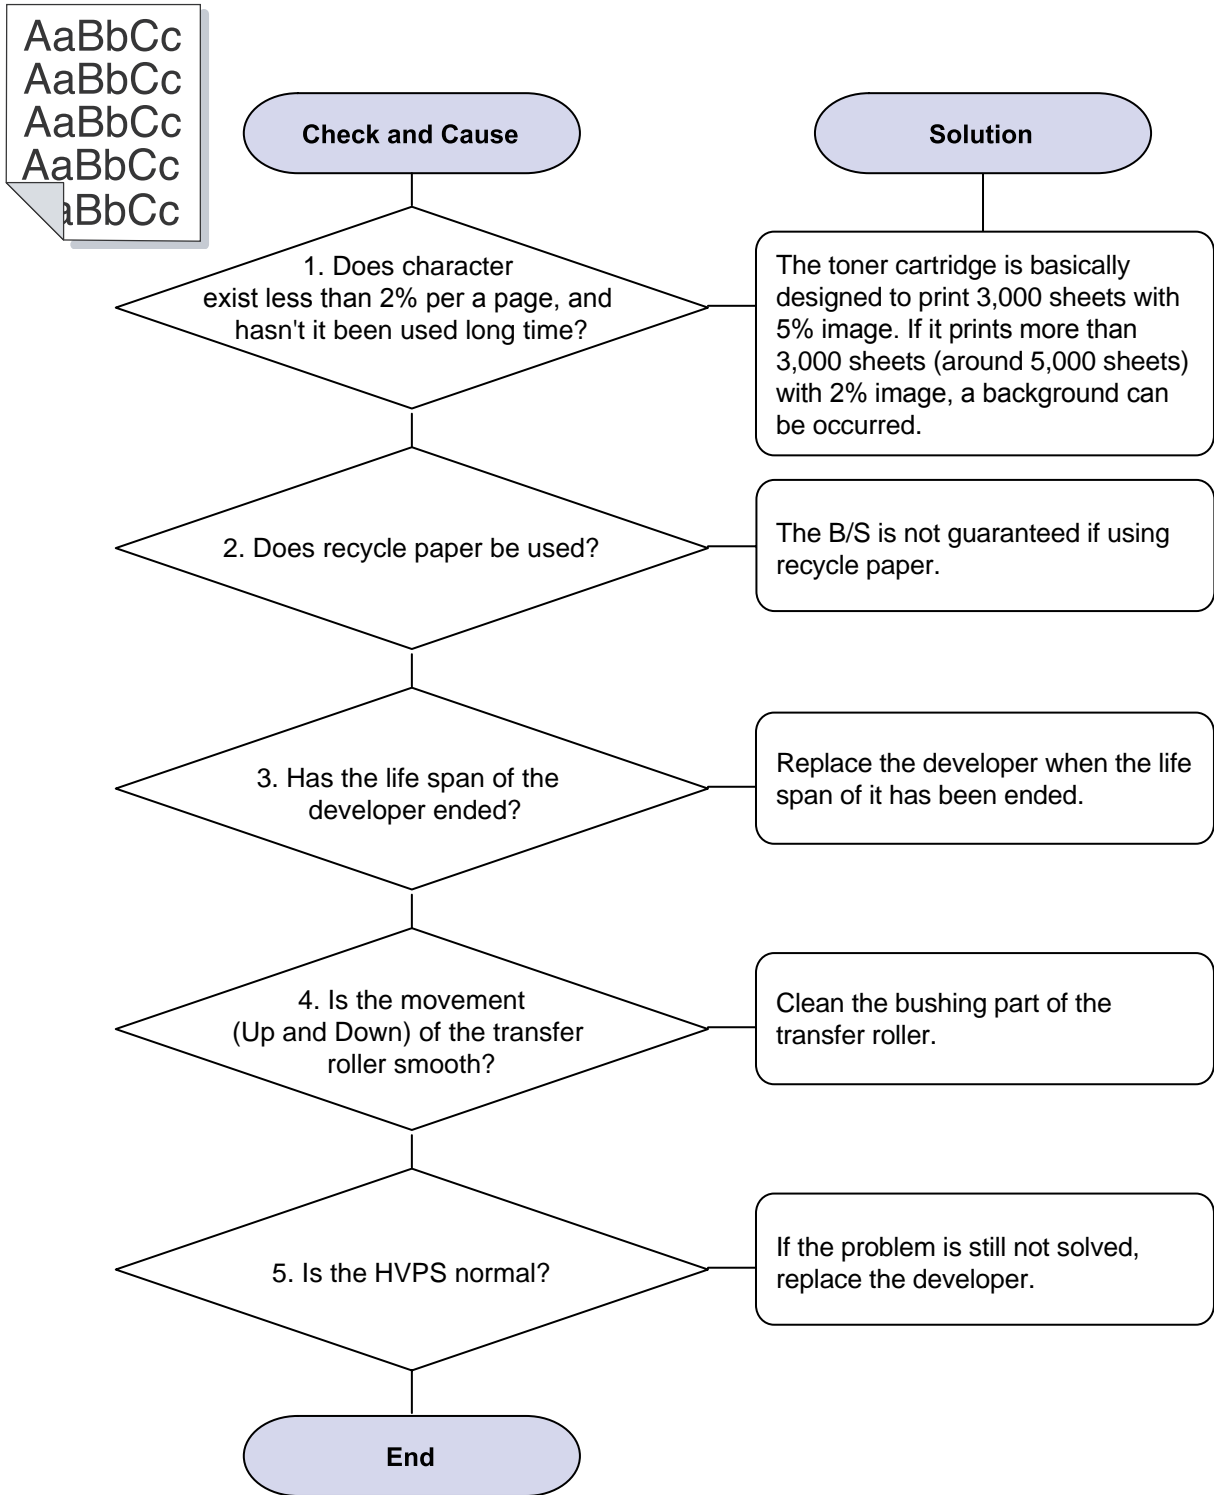 AaBbCc
AaBbCc
AaBbCc
AaBbCc
aBbCc
Check and Cause
Solution
1. Does character
exist less than 2% per a page, and
hasn't it been used long time?
The toner cartridge is basically
designed to print 3,000 sheets with
5% image. If it prints more than
3,000 sheets (around 5,000 sheets)
with 2% image, a background can
be occurred.
2. Does recycle paper be used?
The B/S is not guaranteed if using
recycle paper.
3. Has the life span of the
developer ended?
Replace the developer when the life
span of it has been ended.
4. Is the movement
(Up and Down) of the transfer
roller smooth?
Clean the bushing part of the
transfer roller.
5. Is the HVPS normal?
If the problem is still not solved,
replace the developer.
End